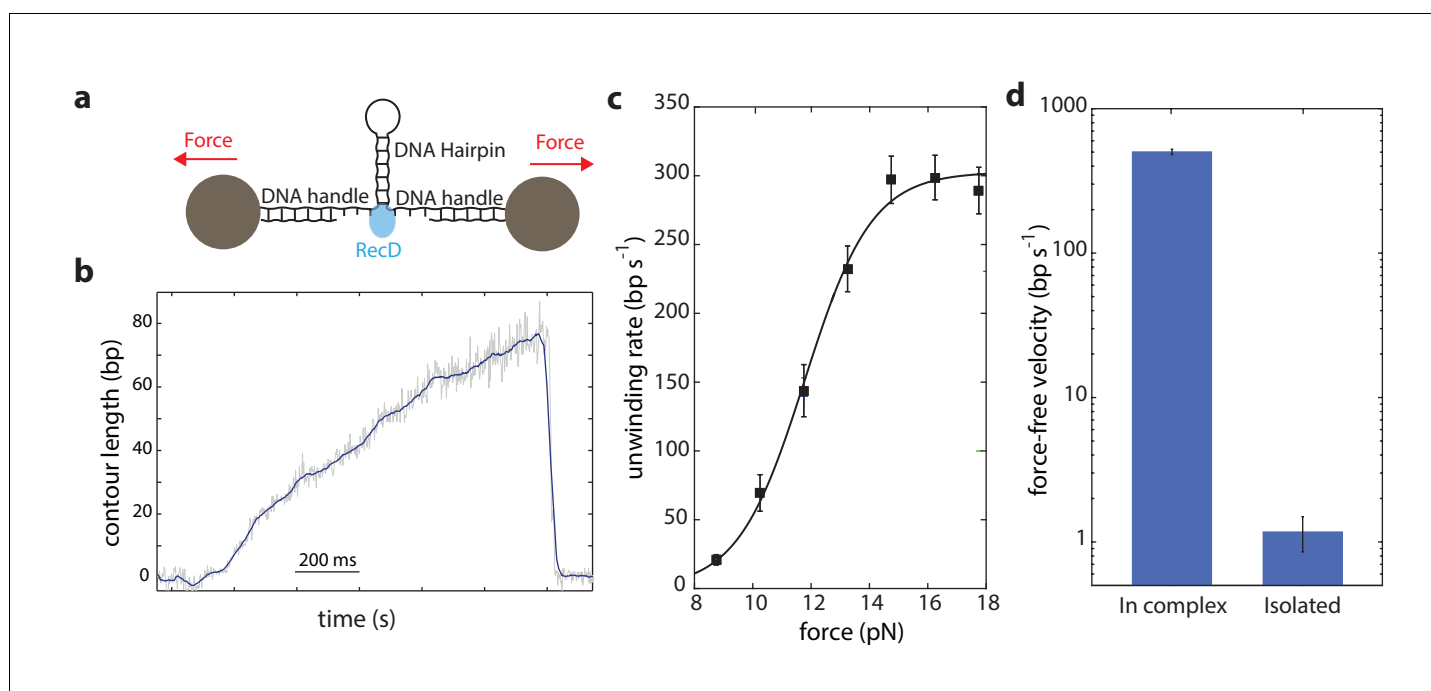 a
Force
Force
DNA Hairpin
DNA handle
DNA handle
RecD
b
80
60
40
20
0
contour length (bp)
200 ms
time (s)
c
350
300
250
200
150
100
50
0
unwinding rate (bp s⁻¹)
8 10 12 14 16 18
force (pN)
d
1000
100
10
1
force-free velocity (bp s⁻¹)
In complex Isolated